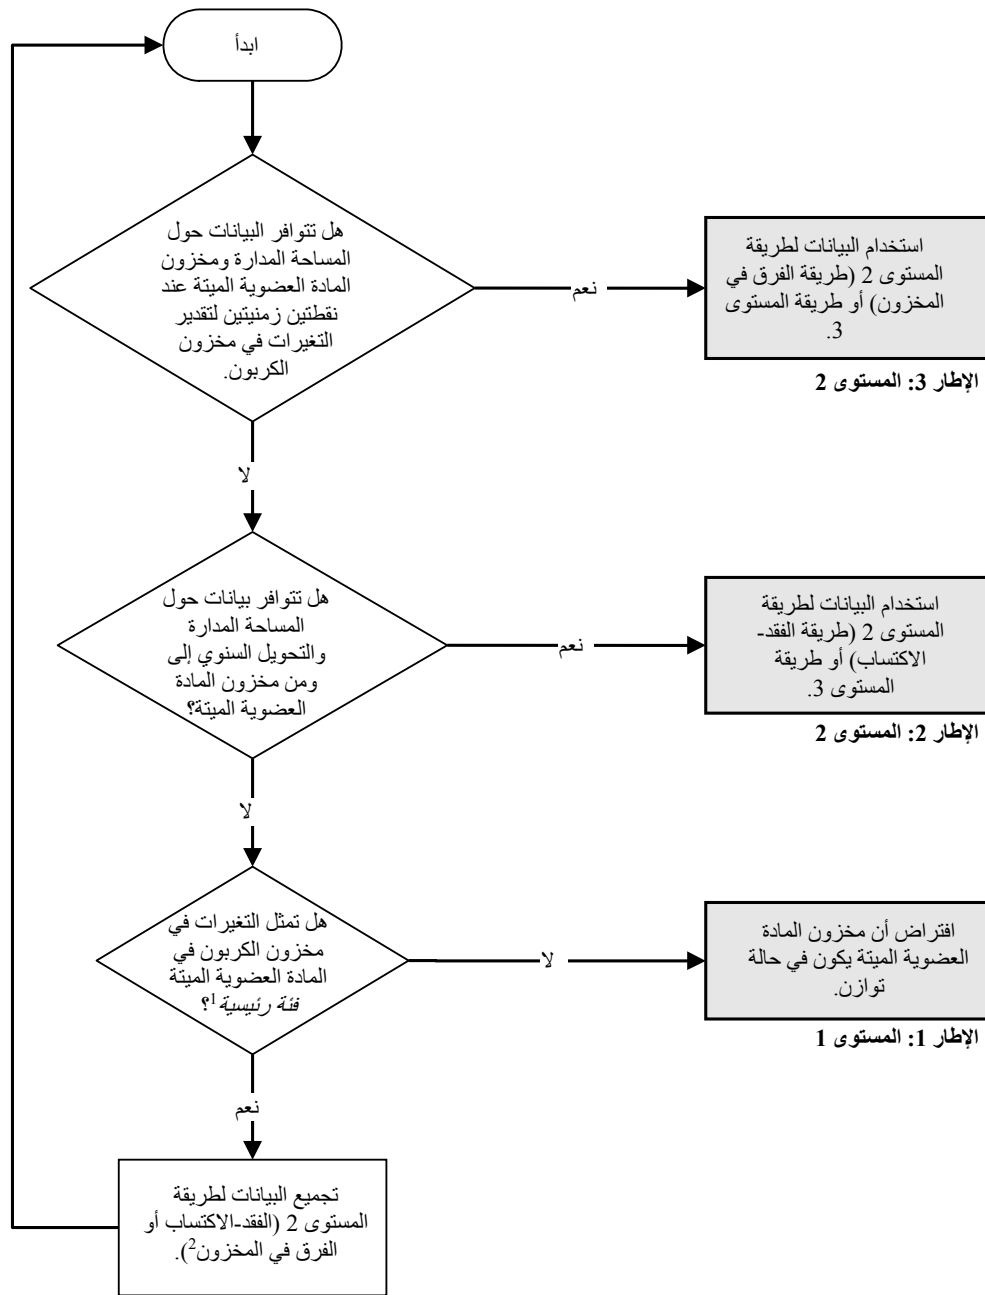 ابدأ
هل تتوافر البيانات حول
المساحة المدارة ومخزون
المادة العضوية الميتة عند
نقطتين زمنيتين لتقدير
التغيرات في مخزون
الكربون.
نعم
استخدام البيانات لطريقة
المستوى 2 (طريقة الفرق في
المخزون) أو طريقة المستوى
3.
الإطار 3: المستوى 2
لا
هل تتوافر بيانات حول
المساحة المدارة
والتحويل السنوي إلى
ومن مخزون المادة
العضوية الميتة؟
نعم
استخدام البيانات لطريقة
المستوى 2 (طريقة الفقد-
الاكتساب) أو طريقة
المستوى 3.
الإطار 2: المستوى 2
لا
هل تمثل التغيرات في
مخزون الكربون في
المادة العضوية الميتة
فئة رئيسية1؟
لا
افتراض أن مخزون المادة
العضوية الميتة يكون في حالة
توازن.
الإطار 1: المستوى 1
نعم
تجميع البيانات لطريقة
المستوى 2 (الفقد-الاكتساب أو
الفرق في المخزون2).